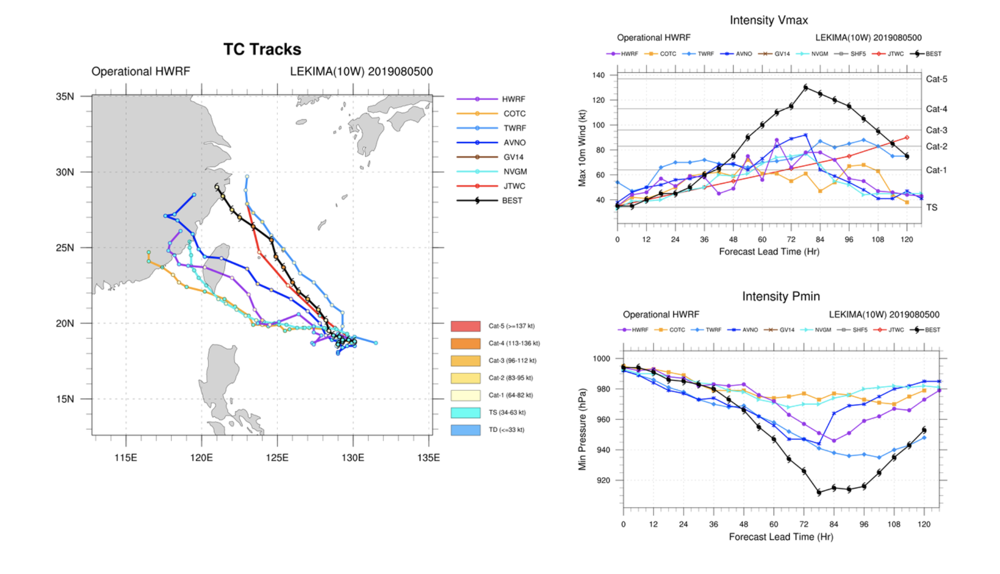 TC Tracks
Operational HWRF LEKIMA(10W) 2019080500
35N
30N
25N
20N
15N
115E 120E 125E 130E 135E
HWRF
COTC
TWRF
AVNO
GV14
NVGM
JTWC
BEST
Cat-5 (>=137 kt)
Cat-4 (113-136 kt)
Cat-3 (96-112 kt)
Cat-2 (83-95 kt)
Cat-1 (64-82 kt)
TS (34-63 kt)
TD (<=33 kt)
Intensity Vmax
Operational HWRF LEKIMA(10W) 2019080500
HWRF COTC TWRF AVNO GV14 NVGM SHF5 JTWC BEST
Max 10m Wind (kt)
140
120
100
80
60
40
Cat-5
Cat-4
Cat-3
Cat-2
Cat-1
TS
0 12 24 36 48 60 72 84 96 108 120
Forecast Lead Time (Hr)
Intensity Pmin
Operational HWRF LEKIMA(10W) 2019080500
HWRF COTC TWRF AVNO GV14 NVGM SHF5 JTWC BEST
Min Pressure (hPa)
1000
980
960
940
920
0 12 24 36 48 60 72 84 96 108 120
Forecast Lead Time (Hr)